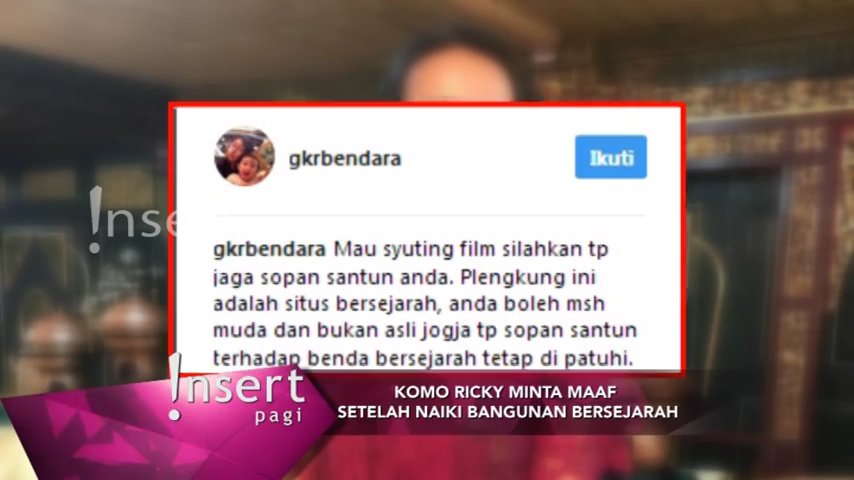 gkrbendara
Ikuti
!nse
gkrbendara Mau syuting film silahkan tp
jaga sopan santun anda. Plengkung ini
adalah situs bersejarah, anda boleh msh
muda dan bukan asli jogja tp sopan santun
terhadap benda bersejarah tetap di patuhi.
!nsert
pagi
KOMO RICKY MINTA MAAF
SETELAH NAIKI BANGUNAN BERSEJARAH